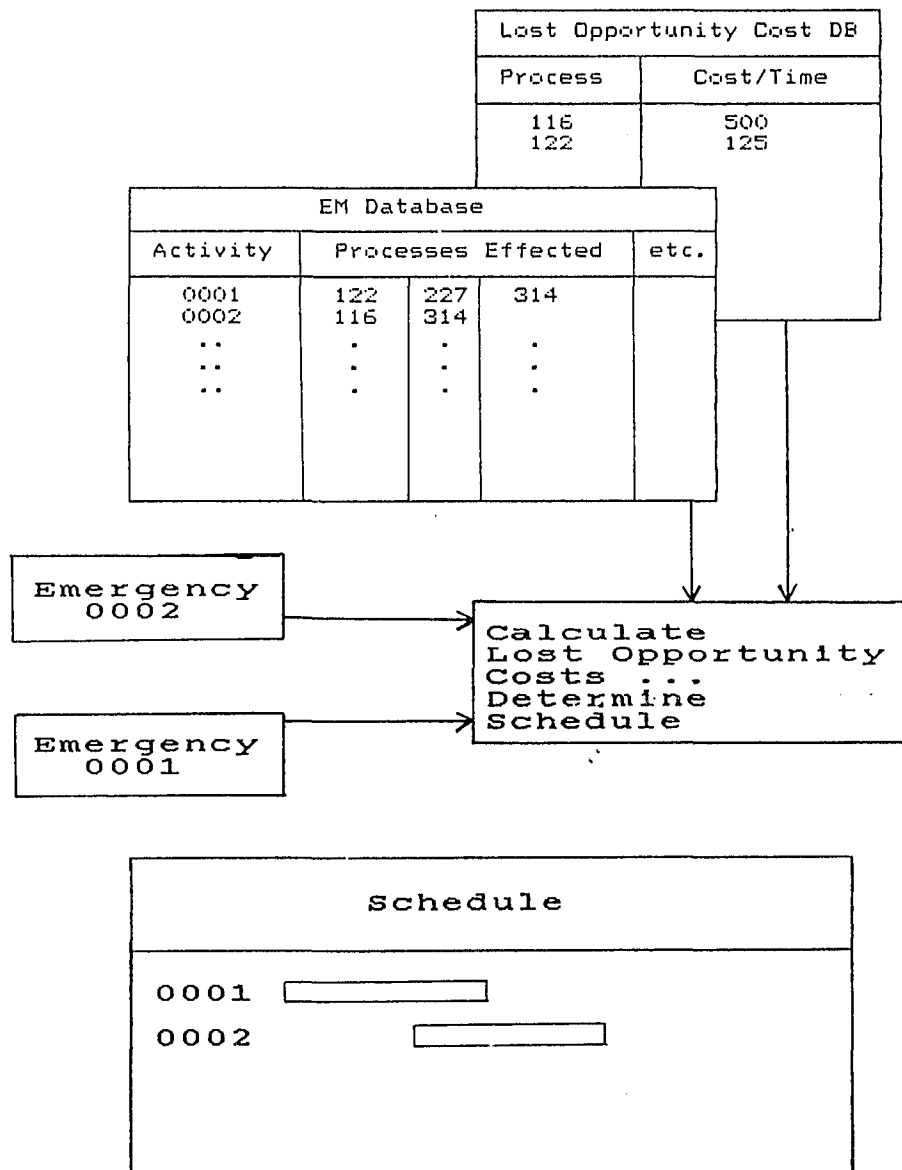 Lost Opportunity Cost DB
Process Cost/Time
116 500
122 125
EM Database
Activity Processes Effected etc.
0001 122 227 314
0002 116 314
.. . . .
.. . . .
.. . . .
Emergency
0002
Calculate
Lost Opportunity
Costs ...
Determine
Schedule
Emergency
0001
Schedule
0001
0002